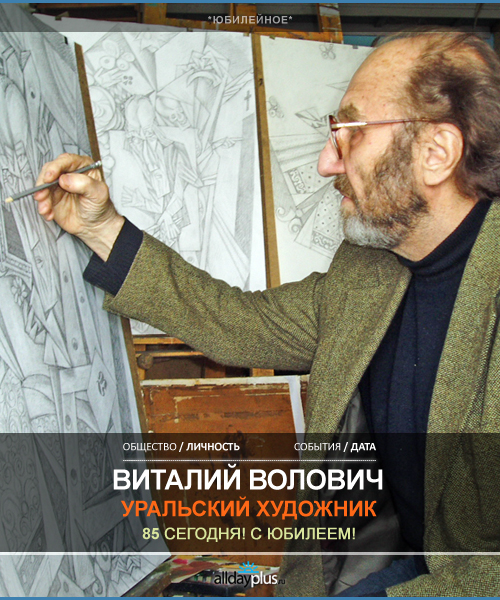 *ЮБИЛЕЙНОЕ*
ОБЩЕСТВО / ЛИЧНОСТЬ СОБЫТИЯ / ДАТА
ВИТАЛИЙ ВОЛОВИЧ
УРАЛЬСКИЙ ХУДОЖНИК
85 СЕГОДНЯ! С ЮБИЛЕЕМ!
alldayplus.ru